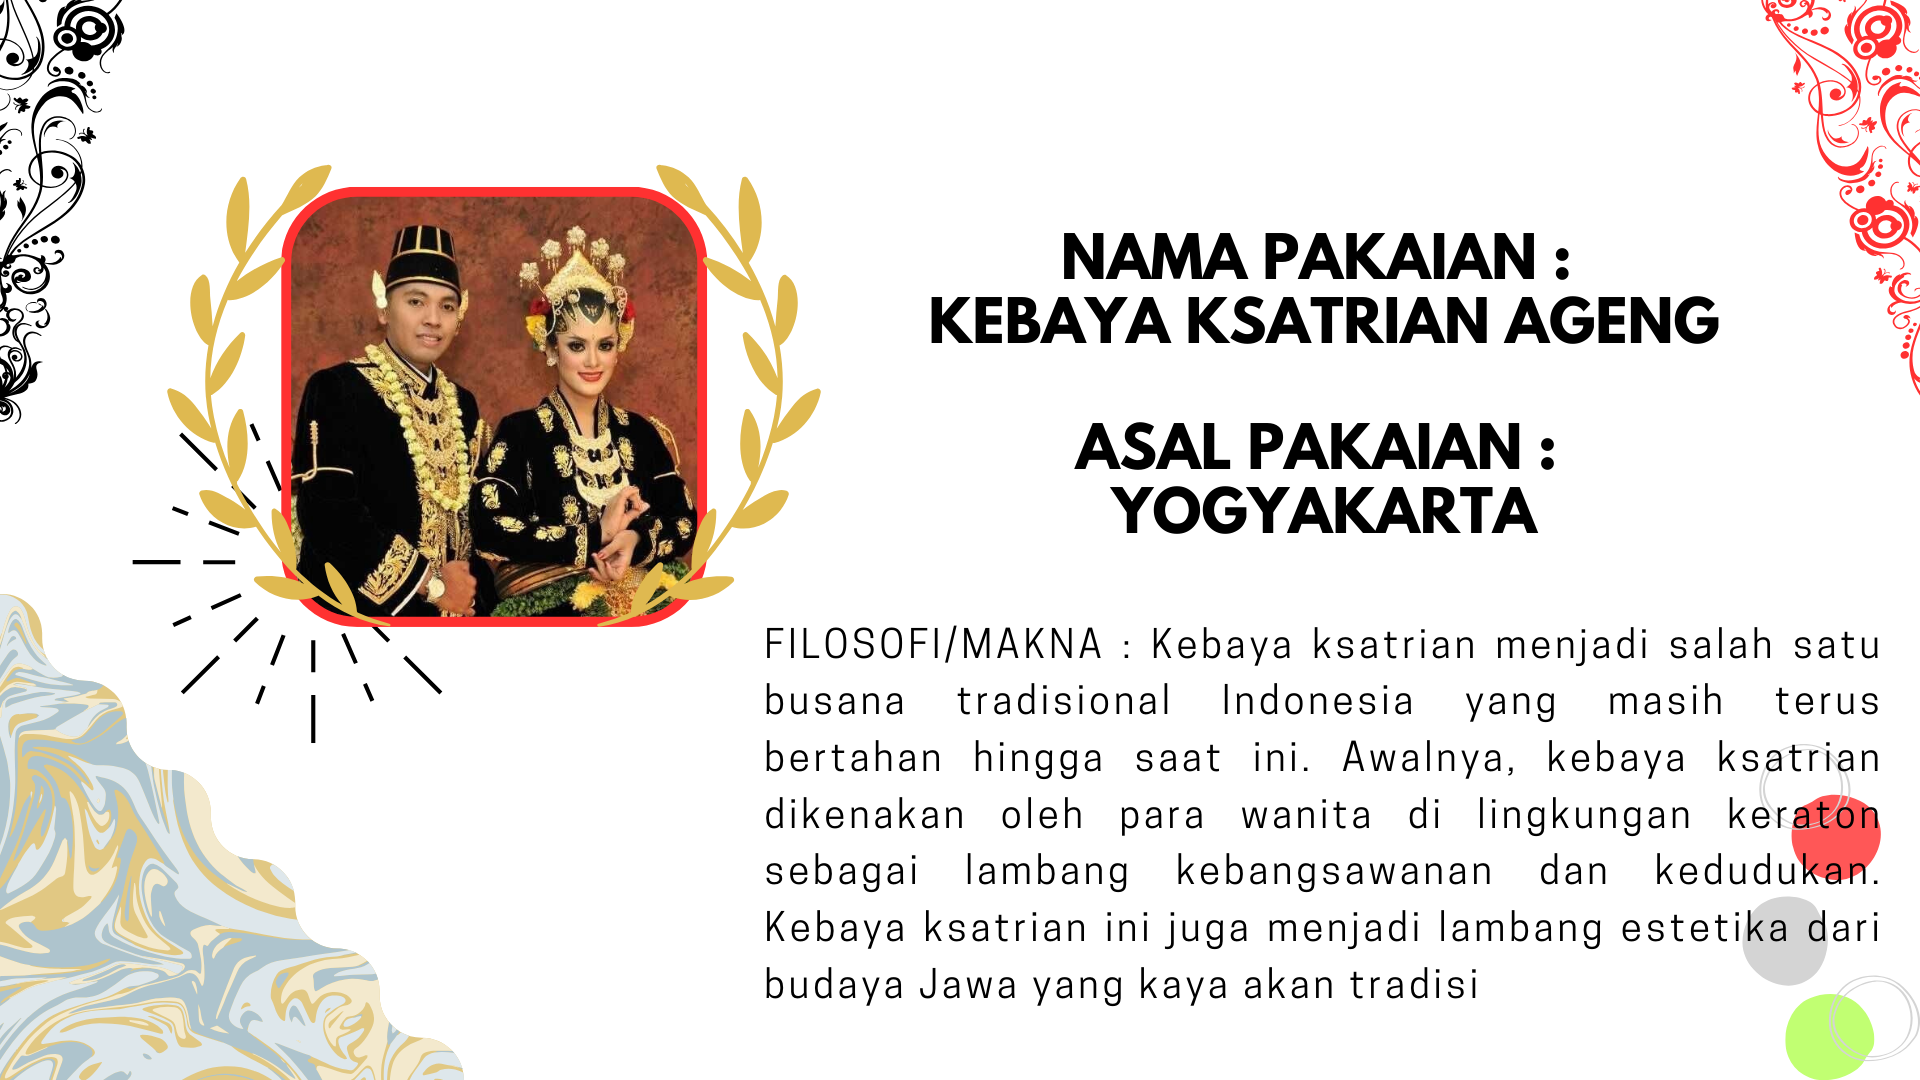 NAMA PAKAIAN :
KEBAYA KSATRIAN AGENG
ASAL PAKAIAN :
YOGYAKARTA
FILOSOFI/MAKNA : Kebaya ksatrian menjadi salah satu
busana tradisional Indonesia yang masih terus
bertahan hingga saat ini. Awalnya, kebaya ksatrian
dikenakan oleh para wanita di lingkungan keraton
sebagai lambang kebangsawanan dan kedudukan.
Kebaya ksatrian ini juga menjadi lambang estetika dari
budaya Jawa yang kaya akan tradisi